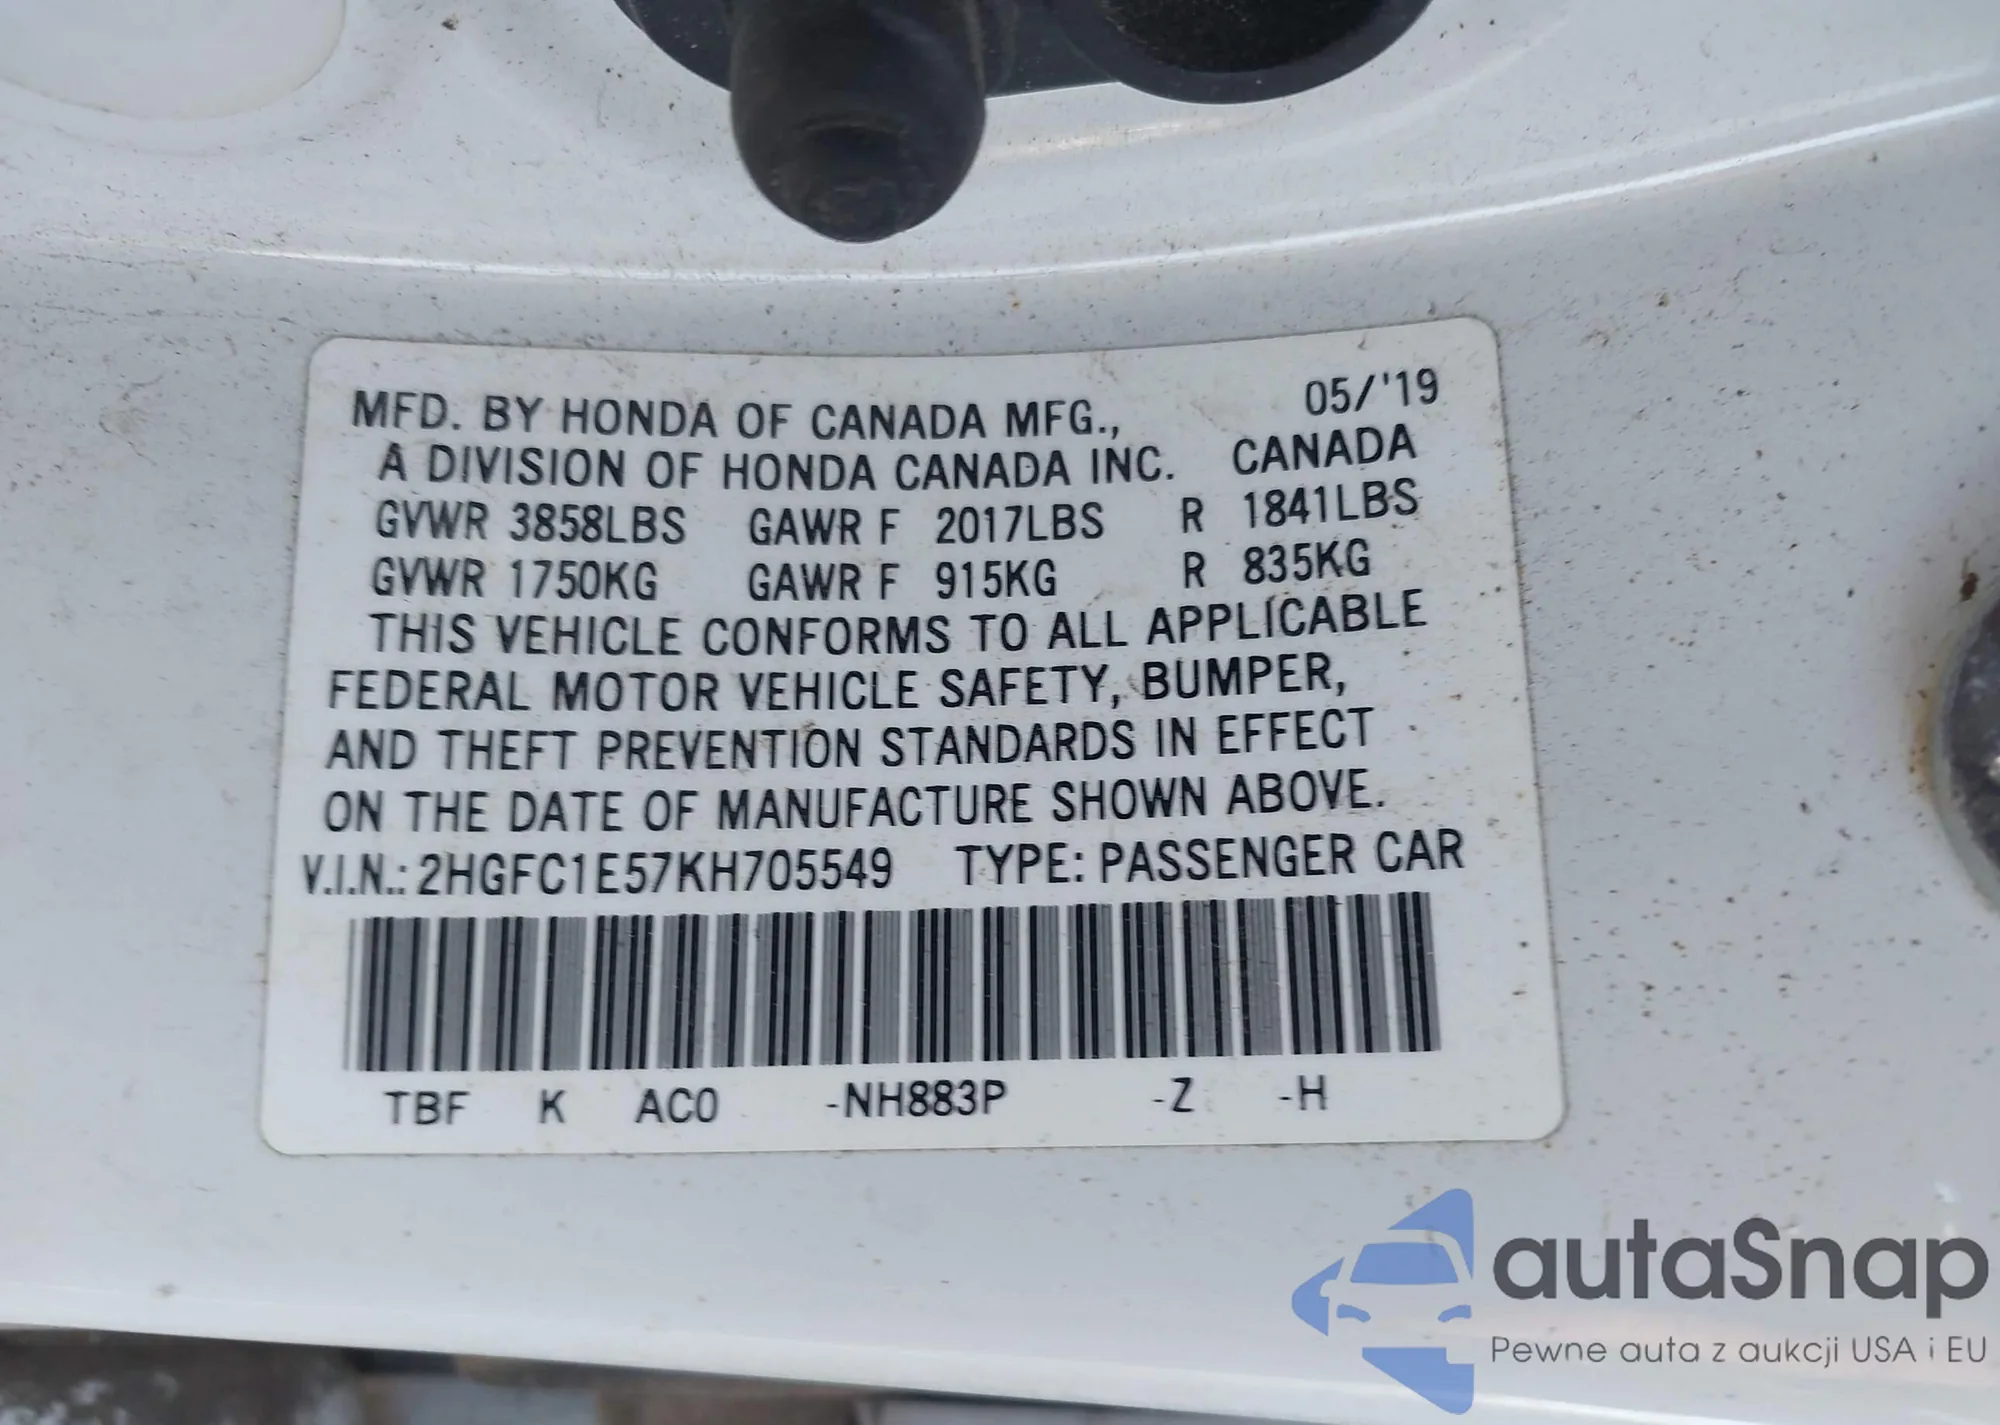 MFD. BY HONDA OF CANADA MFG., 05/'19
A DIVISION OF HONDA CANADA INC. CANADA
GVWR 3858LBS GAWR F 2017LBS R 1841LBS
GVWR 1750KG GAWR F 915KG R 835KG
THIS VEHICLE CONFORMS TO ALL APPLICABLE
FEDERAL MOTOR VEHICLE SAFETY, BUMPER,
AND THEFT PREVENTION STANDARDS IN EFFECT
ON THE DATE OF MANUFACTURE SHOWN ABOVE.
V.I.N.: 2HGFC1E57KH705549 TYPE: PASSENGER CAR
TBF K AC0 -NH883P -Z -H
autaSnap
Pewne auta z aukcji USA i EU